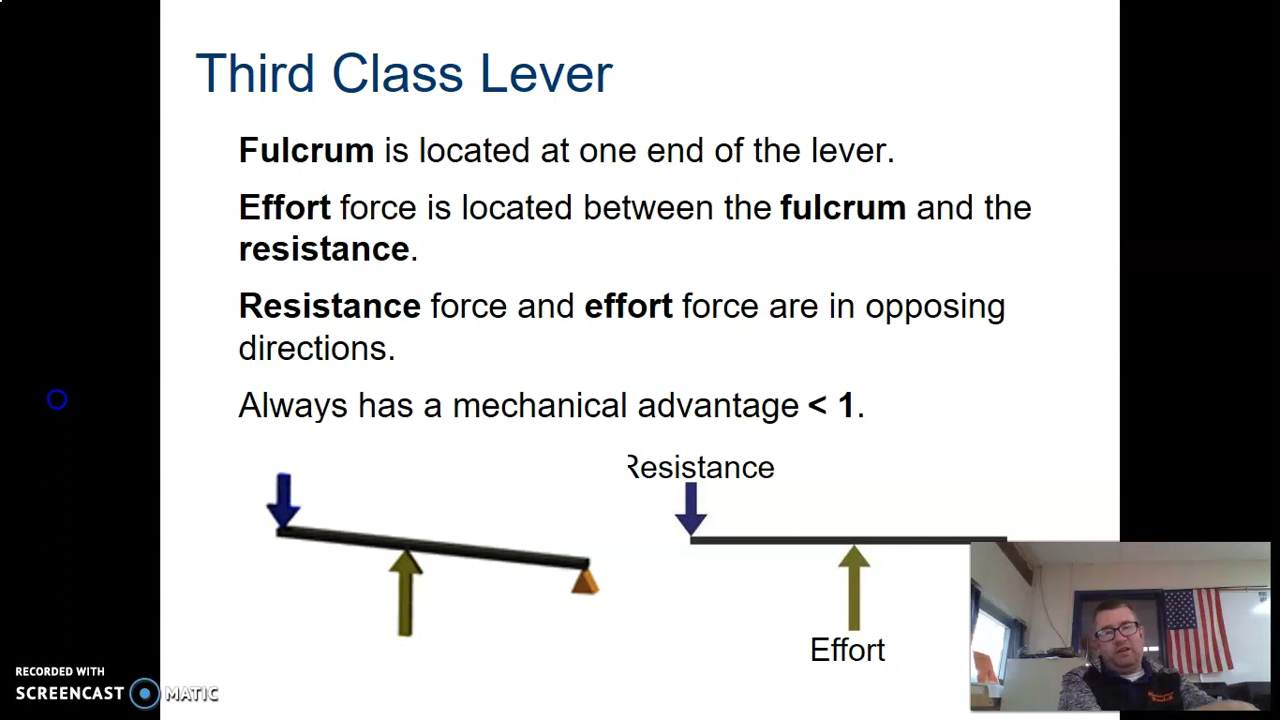 Third Class Lever
Fulcrum is located at one end of the lever.
Effort force is located between the fulcrum and the
resistance.
Resistance force and effort force are in opposing
directions.
Always has a mechanical advantage < 1.
Resistance
Effort
RECORDED WITH
SCREENCAST MATIC